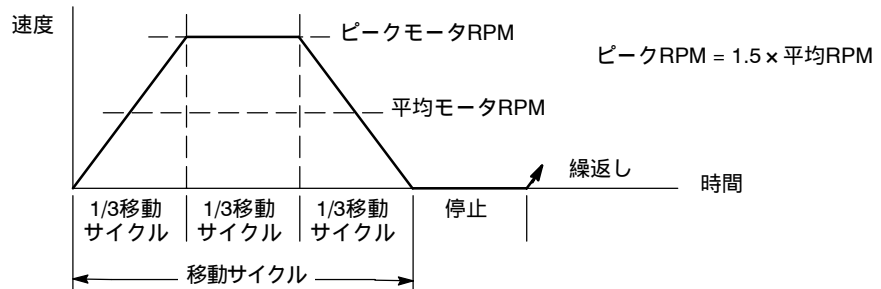 速度
ピークモータRPM
ピークRPM = 1.5 × 平均RPM
平均モータRPM
繰返し
時間
1/3移動
サイクル
1/3移動
サイクル
1/3移動
サイクル
停止
移動サイクル